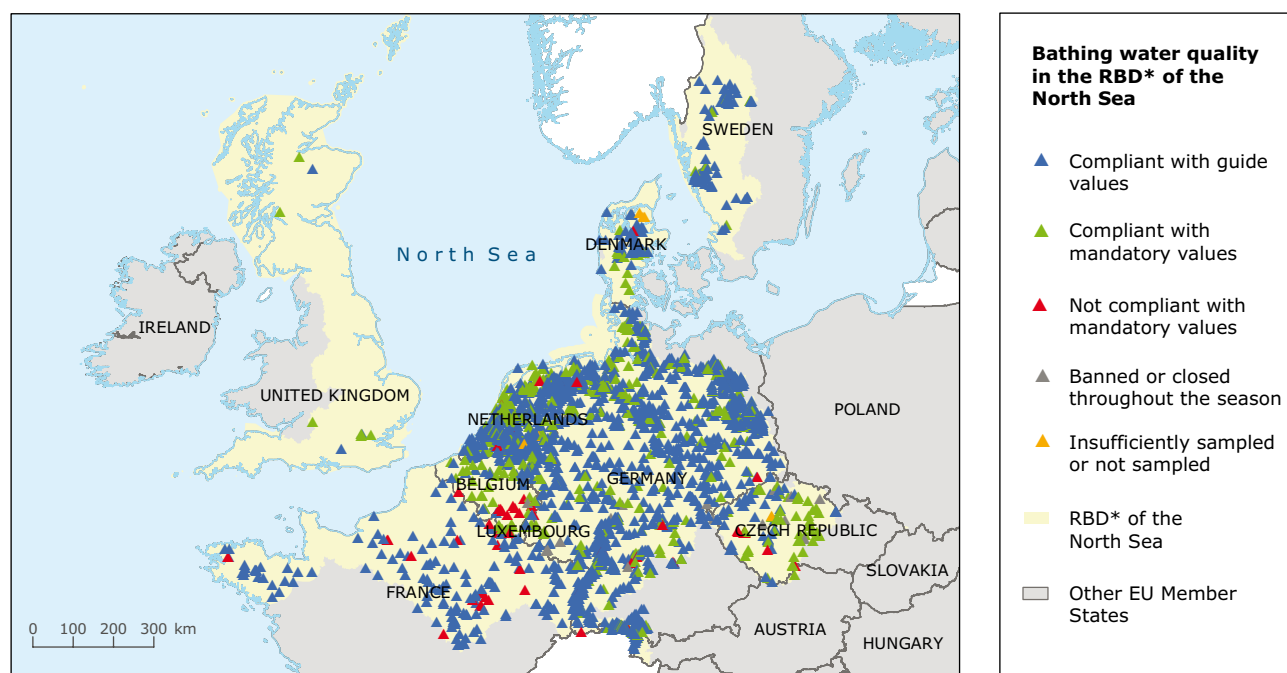 SWEDEN
North Sea
DENMARK
IRELAND
UNITED KINGDOM
NETHERLANDS
POLAND
BELGIUM
GERMANY
LUXEMBOURG
CZECH REPUBLIC
SLOVAKIA
FRANCE
AUSTRIA
HUNGARY
0 100 200 300 km
Bathing water quality
in the RBD* of the
North Sea
Compliant with guide
values
Compliant with
mandatory values
Not compliant with
mandatory values
Banned or closed
throughout the season
Insufficiently sampled
or not sampled
RBD* of the
North Sea
Other EU Member
States